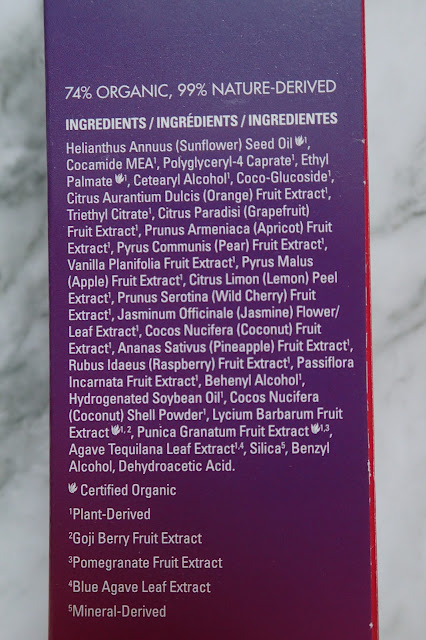 74% ORGANIC, 99% NATURE-DERIVED
INGREDIENTS / INGRÉDIENTS / INGREDIENTES
Helianthus Annuus (Sunflower) Seed Oil¹,
Cocamide MEA¹, Polyglyceryl-4 Caprate¹, Ethyl
Palmate¹, Cetearyl Alcohol¹, Coco-Glucoside¹,
Citrus Aurantium Dulcis (Orange) Fruit Extract¹,
Triethyl Citrate¹, Citrus Paradisi (Grapefruit)
Fruit Extract¹, Prunus Armeniaca (Apricot) Fruit
Extract¹, Pyrus Communis (Pear) Fruit Extract¹,
Vanilla Planifolia Fruit Extract¹, Pyrus Malus
(Apple) Fruit Extract¹, Citrus Limon (Lemon) Peel
Extract¹, Prunus Serotina (Wild Cherry) Fruit
Extract¹, Jasminum Officinale (Jasmine) Flower/
Leaf Extract¹, Cocos Nucifera (Coconut) Fruit
Extract¹, Ananas Sativus (Pineapple) Fruit Extract¹,
Rubus Idaeus (Raspberry) Fruit Extract¹, Passiflora
Incarnata Fruit Extract¹, Behenyl Alcohol¹,
Hydrogenated Soybean Oil¹, Cocos Nucifera
(Coconut) Shell Powder¹, Lycium Barbarum Fruit
Extract¹,², Punica Granatum Fruit Extract¹,³,
Agave Tequilana Leaf Extract¹,⁴, Silica⁵, Benzyl
Alcohol, Dehydroacetic Acid.
Certified Organic
¹Plant-Derived
²Goji Berry Fruit Extract
³Pomegranate Fruit Extract
⁴Blue Agave Leaf Extract
⁵Mineral-Derived